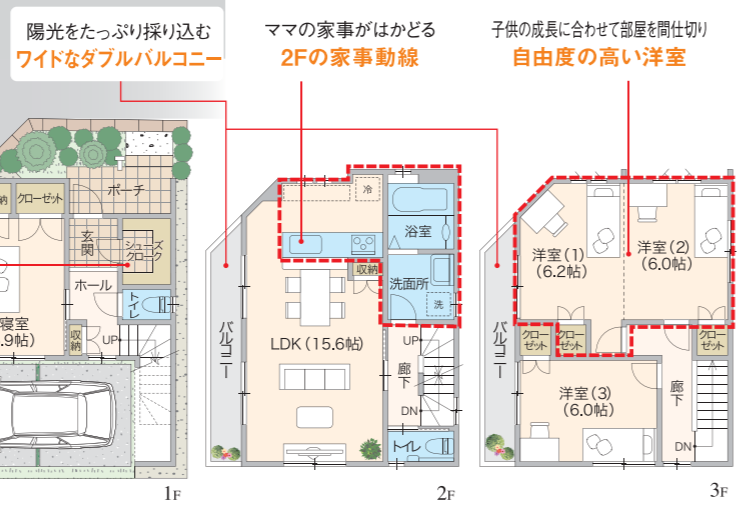 陽光をたっぷり採り込む
ワイドなダブルバルコニー
ママの家事がはかどる
2Fの家事動線
子供の成長に合わせて部屋を間仕切り
自由度の高い洋室
納
クローゼット
ポーチ
玄関
シューズ
クローク
ホール
トイレ
寝室
.9帖)
収納
UP
1F
冷
浴室
収納
洗面所
洗
バルコニー
LDK(15.6帖)
UP
廊下
DN
トイレ
2F
洋室(1)
(6.2帖)
洋室(2)
(6.0帖)
バルコニー
クロー
ゼット
クロー
ゼット
クロー
ゼット
洋室(3)
(6.0帖)
廊下
DN
3F